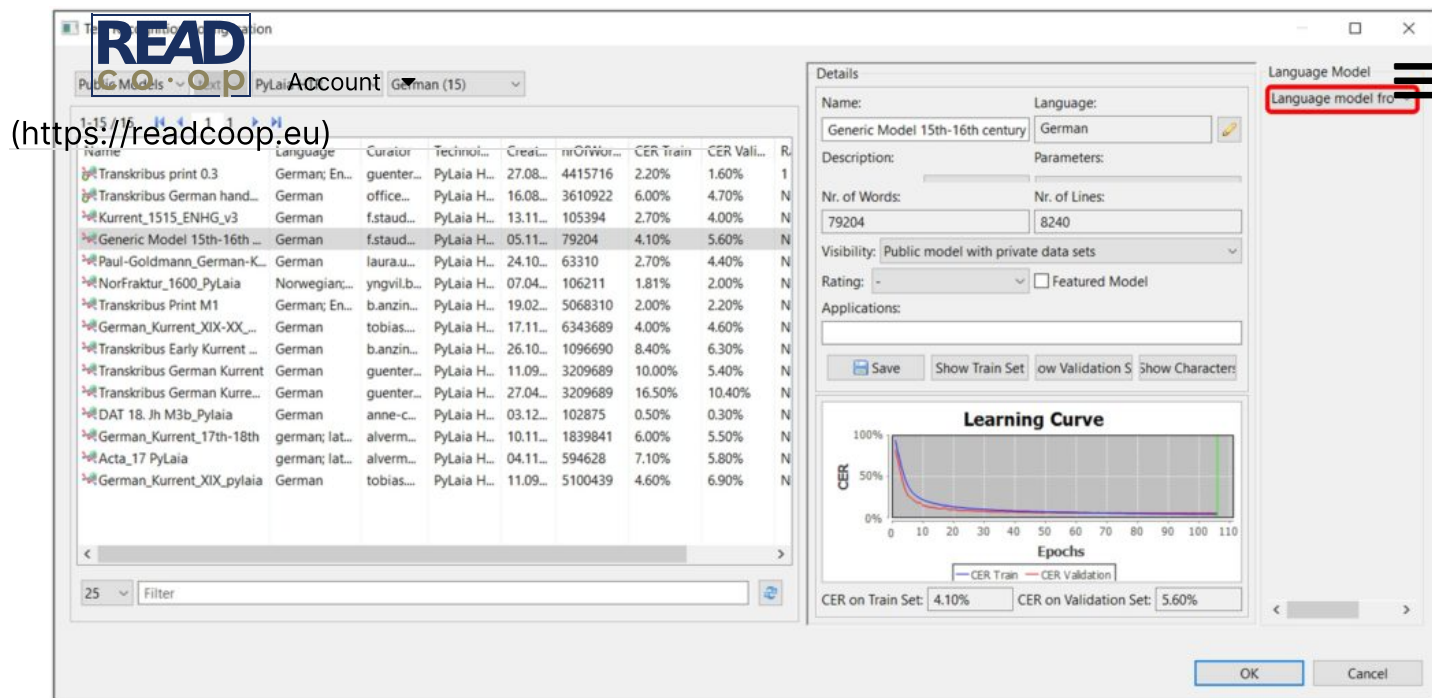 READ
co·op
Account
(https://readcoop.eu)
Public Models
PyLaia
German (15)
1-15 / 15 1 1
Name Language Curator Technol... Creat... nrOfWor... CER Train CER Vali...
Transkribus print 0.3 German; En... guenter... PyLaia H... 27.08... 4415716 2.20% 1.60% 1
Transkribus German hand... German office... PyLaia H... 16.08... 3610922 6.00% 4.70% N
Kurrent_1515_ENHG_v3 German f.staud... PyLaia H... 13.11... 105394 2.70% 4.00% N
Generic Model 15th-16th ... German f.staud... PyLaia H... 05.11... 79204 4.10% 5.60% N
Paul-Goldmann_German-K... German laura.u... PyLaia H... 24.10... 63310 2.70% 4.40% N
NorFraktur_1600_PyLaia Norwegian;... yngvil.b... PyLaia H... 07.04... 106211 1.81% 2.00% N
Transkribus Print M1 German; En... b.anzin... PyLaia H... 19.02... 5068310 2.00% 2.20% N
German_Kurrent_XIX-XX_... German tobias.... PyLaia H... 17.11... 6343689 4.00% 4.60% N
Transkribus Early Kurrent ... German b.anzin... PyLaia H... 26.10... 1096690 8.40% 6.30% N
Transkribus German Kurrent German guenter... PyLaia H... 11.09... 3209689 10.00% 5.40% N
Transkribus German Kurre... German guenter... PyLaia H... 27.04... 3209689 16.50% 10.40% N
DAT 18. Jh M3b_Pylaia German anne-c... PyLaia H... 03.12... 102875 0.50% 0.30% N
German_Kurrent_17th-18th german; lat... alverm... PyLaia H... 10.11... 1839841 6.00% 5.50% N
Acta_17 PyLaia german; lat... alverm... PyLaia H... 04.11... 594628 7.10% 5.80% N
German_Kurrent_XIX_pylaia German tobias.... PyLaia H... 11.09... 5100439 4.60% 6.90% N
25 Filter
Details
Name: Language:
Generic Model 15th-16th century German
Description: Parameters:
Nr. of Words: Nr. of Lines:
79204 8240
Visibility: Public model with private data sets
Rating: - Featured Model
Applications:
Save Show Train Set ow Validation S Show Characters
Learning Curve
100%
50%
0%
CER
0 10 20 30 40 50 60 70 80 90 100 110
Epochs
CER Train CER Validation
CER on Train Set: 4.10% CER on Validation Set: 5.60%
Language Model
Language model fro
OK Cancel